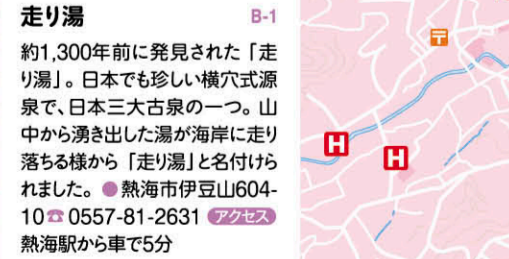 走り湯 B-1
約1,300年前に発見された「走
り湯」。日本でも珍しい横穴式源
泉で、日本三大古泉の一つ。山
中から湧き出した湯が海岸に走り
落ちる様から「走り湯」と名付けら
れました。●熱海市伊豆山604-
10☎0557-81-2631 アクセス
熱海駅から車で5分
〒
H
H